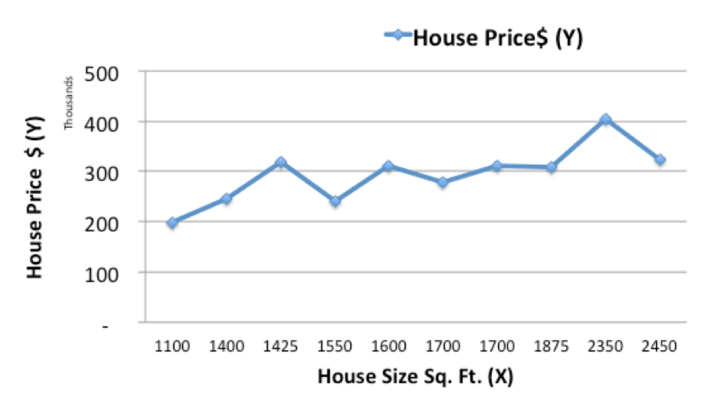 House Price$ (Y)
House Price $ (Y)
Thousands
500
400
300
200
100
-
1100 1400 1425 1550 1600 1700 1700 1875 2350 2450
House Size Sq. Ft. (X)